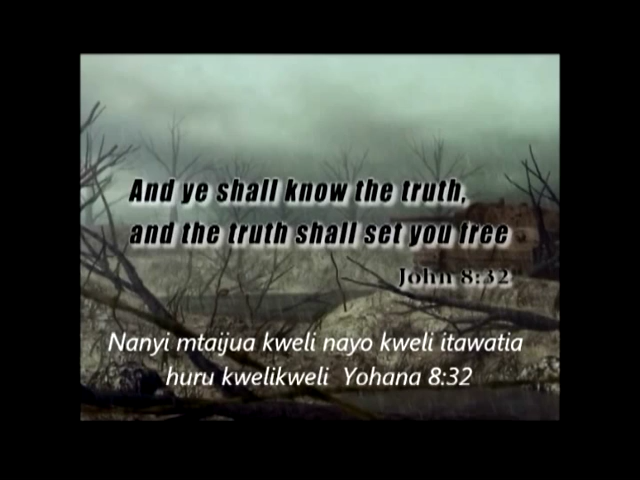 And ye shall know the truth,
and the truth shall set you free
John 8:32
Nanyi mtaijua kweli nayo kweli itawatia
huru kwelikweli Yohana 8:32